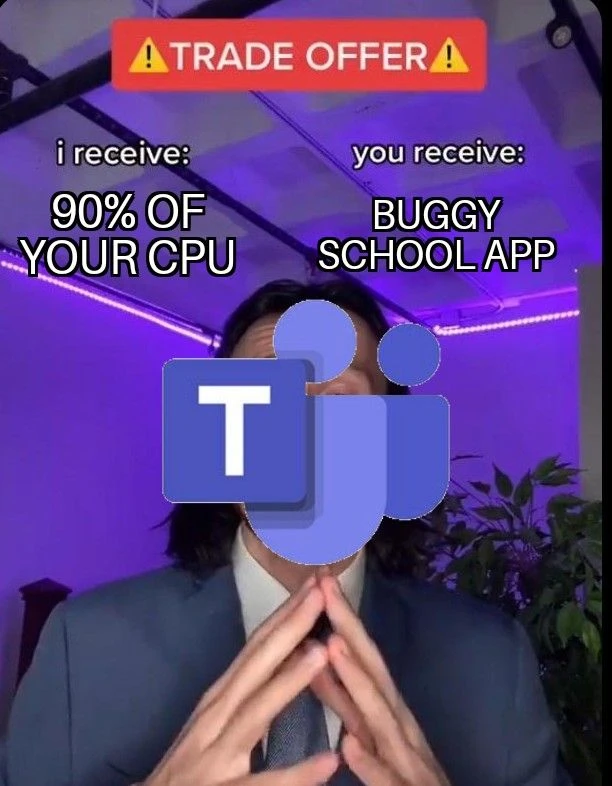 ⚠TRADE OFFER⚠
i receive:
you receive:
90% OF
YOUR CPU
BUGGY
SCHOOL APP
T